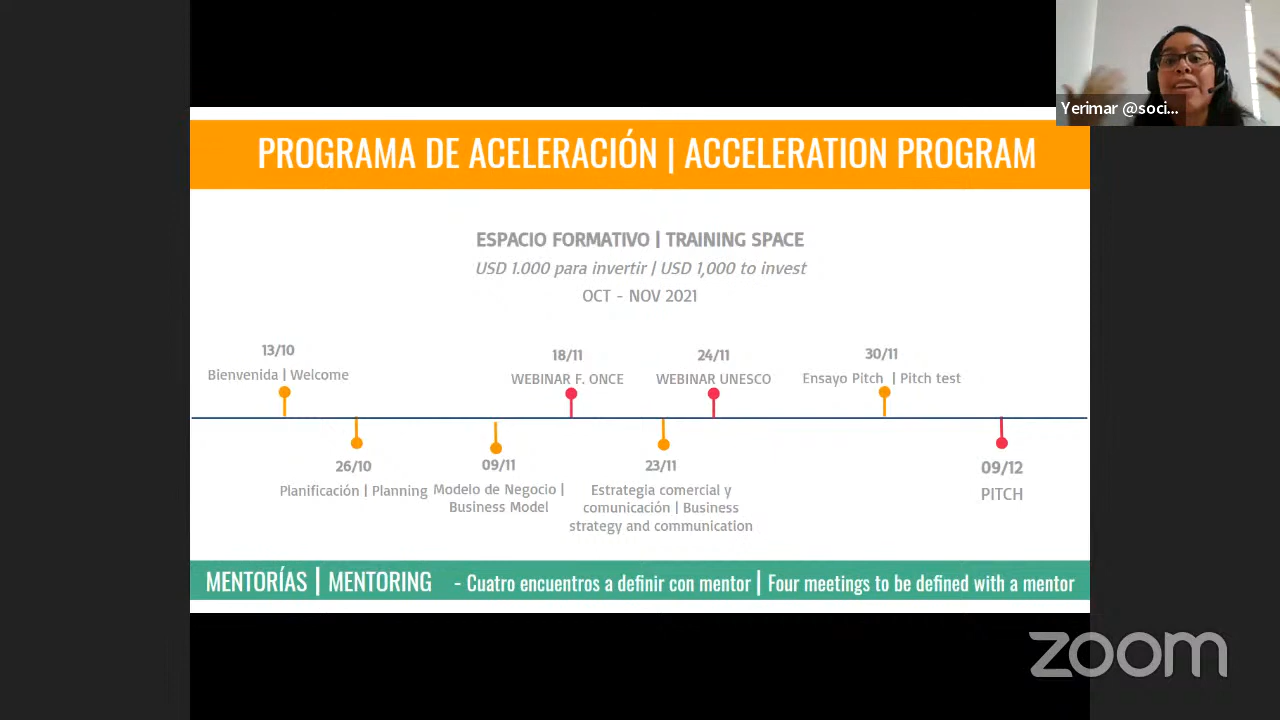 Yerimar @soci...
PROGRAMA DE ACELERACIÓN | ACCELERATION PROGRAM
ESPACIO FORMATIVO | TRAINING SPACE
USD 1.000 para invertir | USD 1,000 to invest
OCT - NOV 2021
13/10
Bienvenida | Welcome
18/11
WEBINAR F. ONCE
24/11
WEBINAR UNESCO
30/11
Ensayo Pitch | Pitch test
26/10
Planificación | Planning
09/11
Modelo de Negocio |
Business Model
23/11
Estrategia comercial y
comunicación | Business
strategy and communication
09/12
PITCH
MENTORÍAS | MENTORING - Cuatro encuentros a definir con mentor | Four meetings to be defined with a mentor
zoom